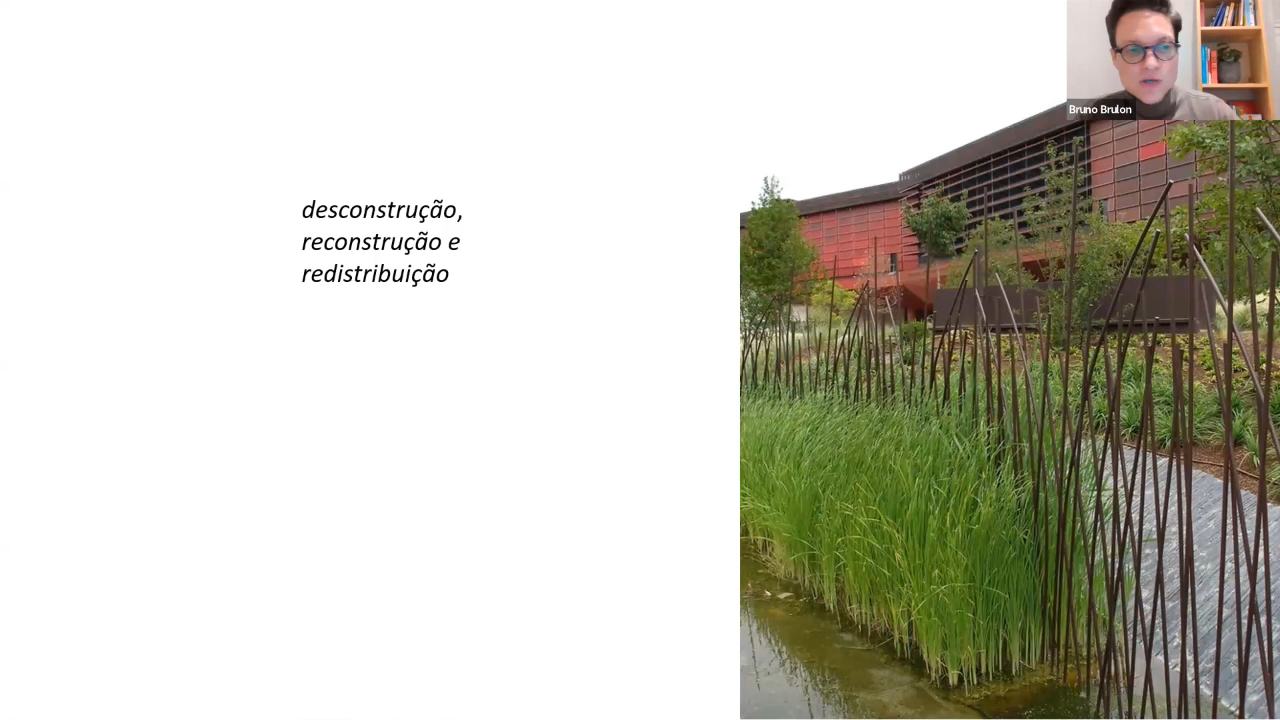 Bruno Brulon
desconstrução,
reconstrução e
redistribuição